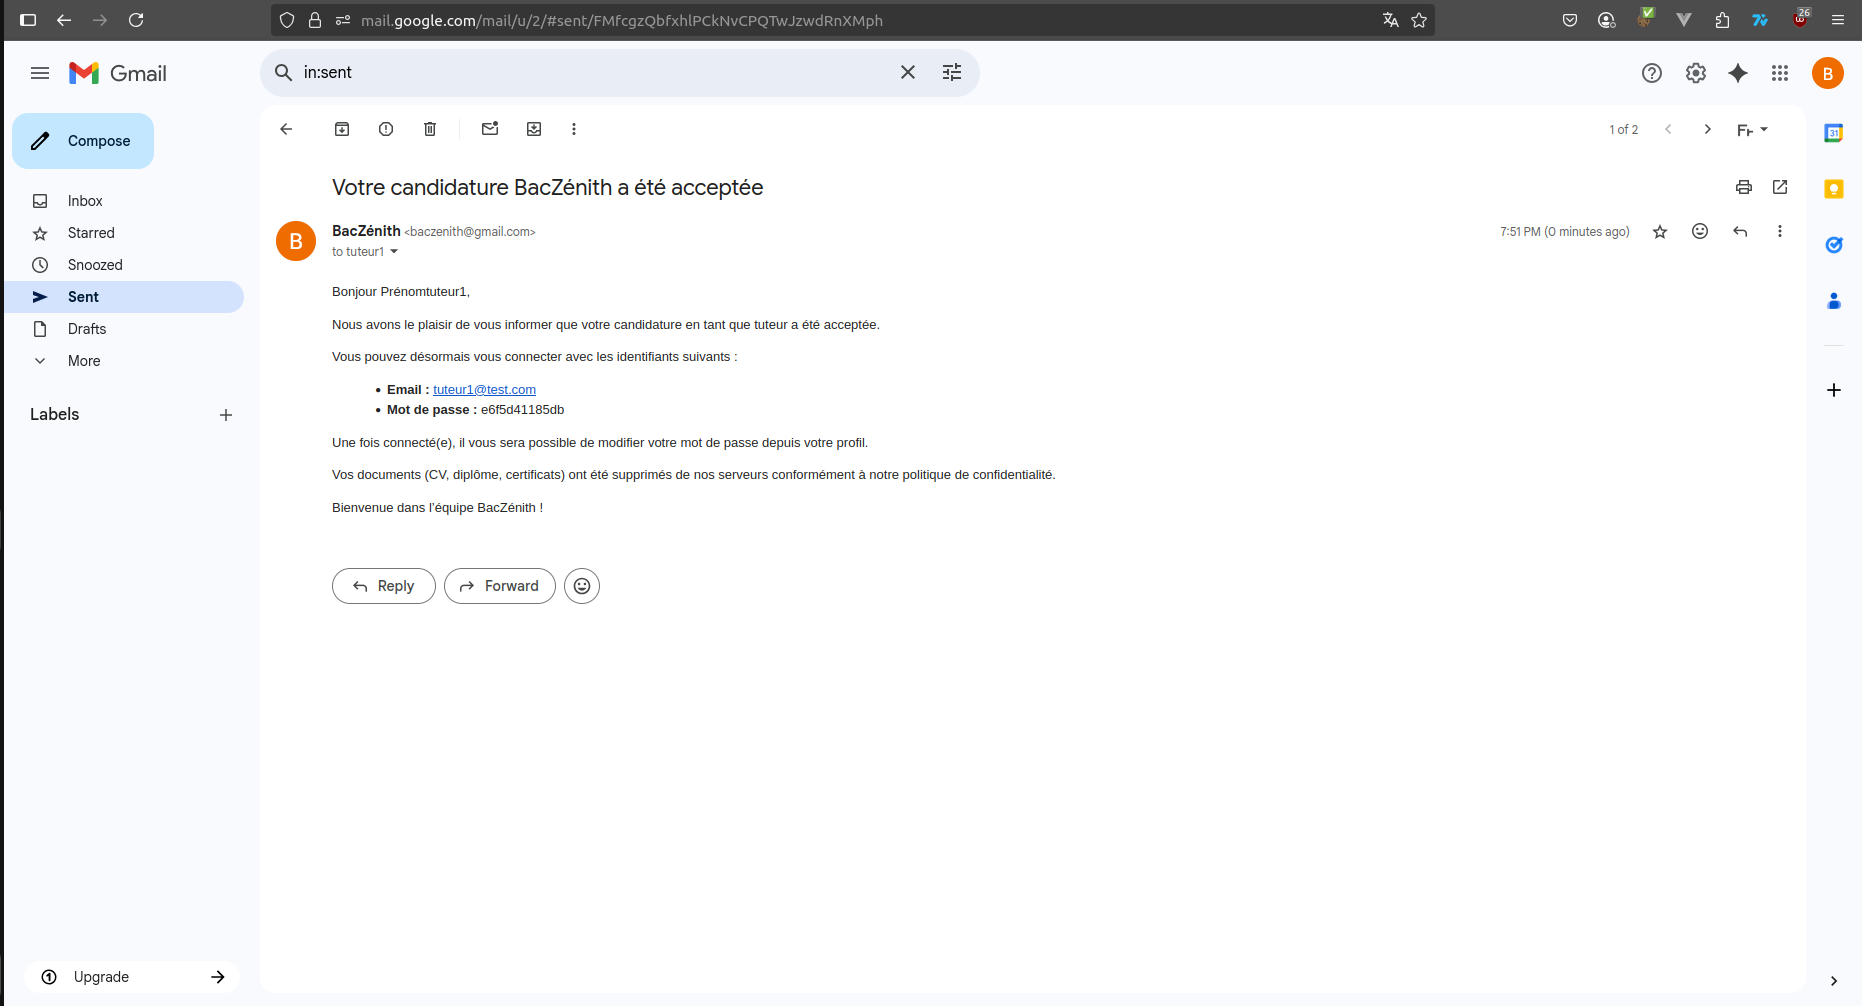 mail.google.com/mail/u/2/#sent/FMfcgzQbfxhlPCkNvCPQTwJzwdRnXMph
26
Gmail
in:sent
B
Compose
1 of 2
Fr
31
Inbox
Starred
Snoozed
Sent
Drafts
More
Labels
Votre candidature BacZénith a été acceptée
B
BacZénith <baczenith@gmail.com>
7:51 PM (0 minutes ago)
to tuteur1
Bonjour Prénomtuteur1,
Nous avons le plaisir de vous informer que votre candidature en tant que tuteur a été acceptée.
Vous pouvez désormais vous connecter avec les identifiants suivants :
• Email : tuteur1@test.com
• Mot de passe : e6f5d41185db
Une fois connecté(e), il vous sera possible de modifier votre mot de passe depuis votre profil.
Vos documents (CV, diplôme, certificats) ont été supprimés de nos serveurs conformément à notre politique de confidentialité.
Bienvenue dans l'équipe BacZénith !
Reply
Forward
Upgrade